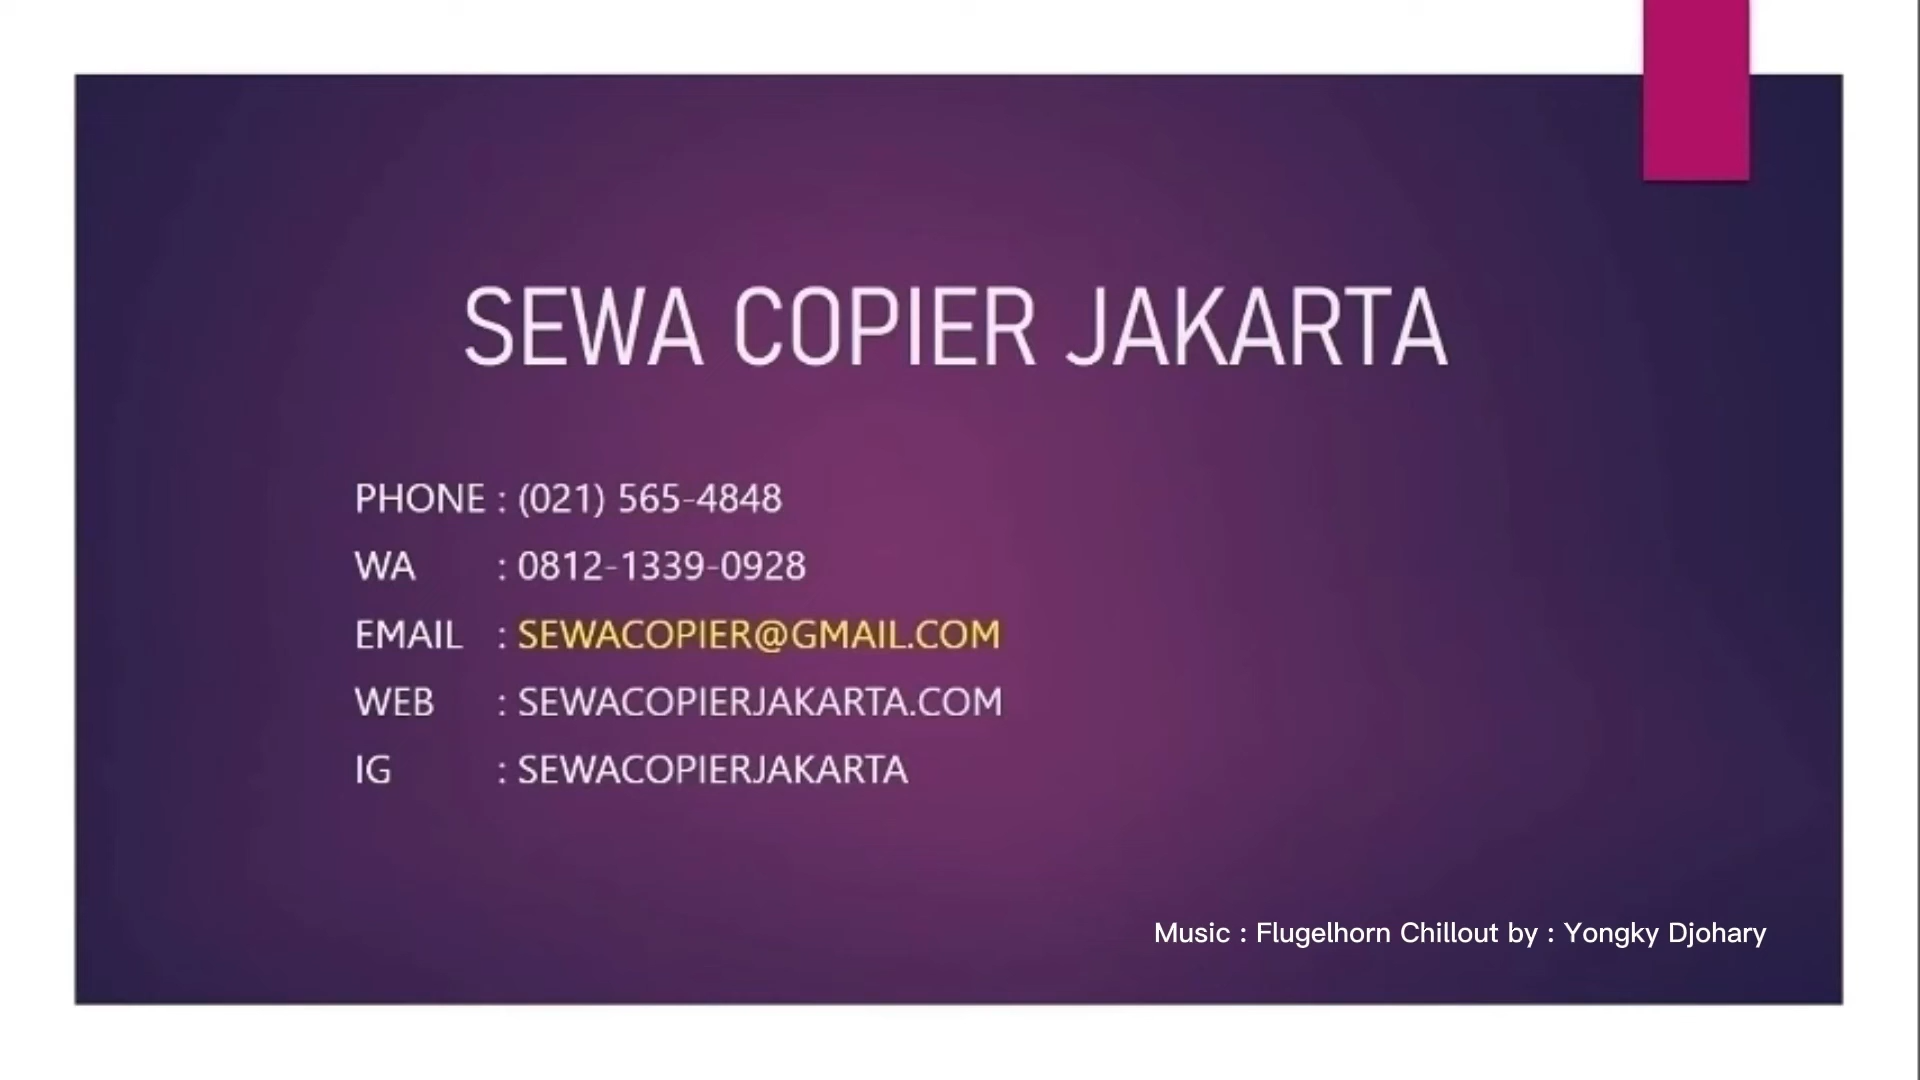 SEWA COPIER JAKARTA
PHONE : (021) 565-4848
WA : 0812-1339-0928
EMAIL : SEWACOPIER@GMAIL.COM
WEB : SEWACOPIERJAKARTA.COM
IG : SEWACOPIERJAKARTA
Music : Flugelhorn Chillout by : Yongky Djohary